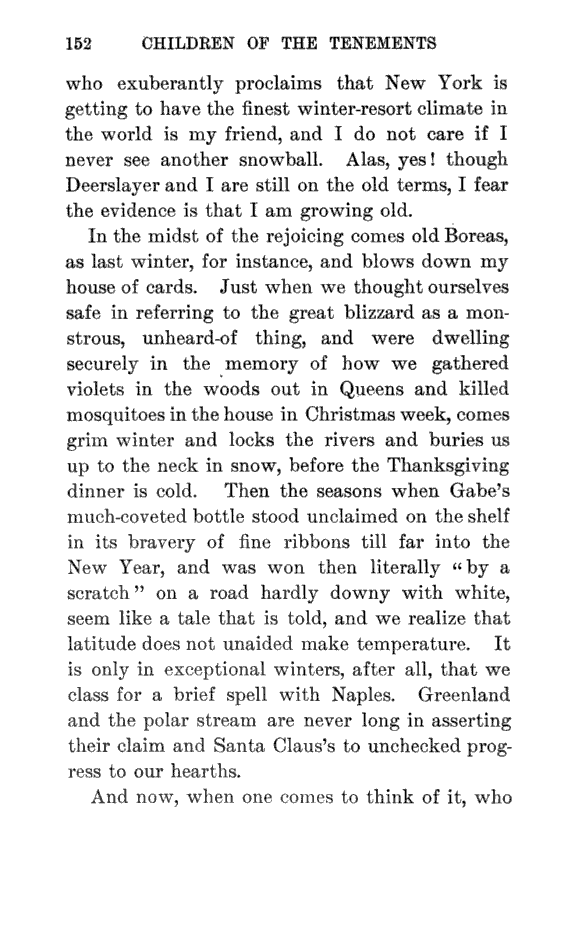 152 CHILDREN OF THE TENEMENTS
who exuberantly proclaims that New York is
getting to have the finest winter-resort climate in
the world is my friend, and I do not care if I
never see another snowball. Alas, yes! though
Deerslayer and I are still on the old terms, I fear
the evidence is that I am growing old.
In the midst of the rejoicing comes old Boreas,
as last winter, for instance, and blows down my
house of cards. Just when we thought ourselves
safe in referring to the great blizzard as a mon-
strous, unheard-of thing, and were dwelling
securely in the memory of how we gathered
violets in the woods out in Queens and killed
mosquitoes in the house in Christmas week, comes
grim winter and locks the rivers and buries us
up to the neck in snow, before the Thanksgiving
dinner is cold. Then the seasons when Gabe's
much-coveted bottle stood unclaimed on the shelf
in its bravery of fine ribbons till far into the
New Year, and was won then literally "by a
scratch" on a road hardly downy with white,
seem like a tale that is told, and we realize that
latitude does not unaided make temperature. It
is only in exceptional winters, after all, that we
class for a brief spell with Naples. Greenland
and the polar stream are never long in asserting
their claim and Santa Claus's to unchecked prog-
ress to our hearths.
And now, when one comes to think of it, who